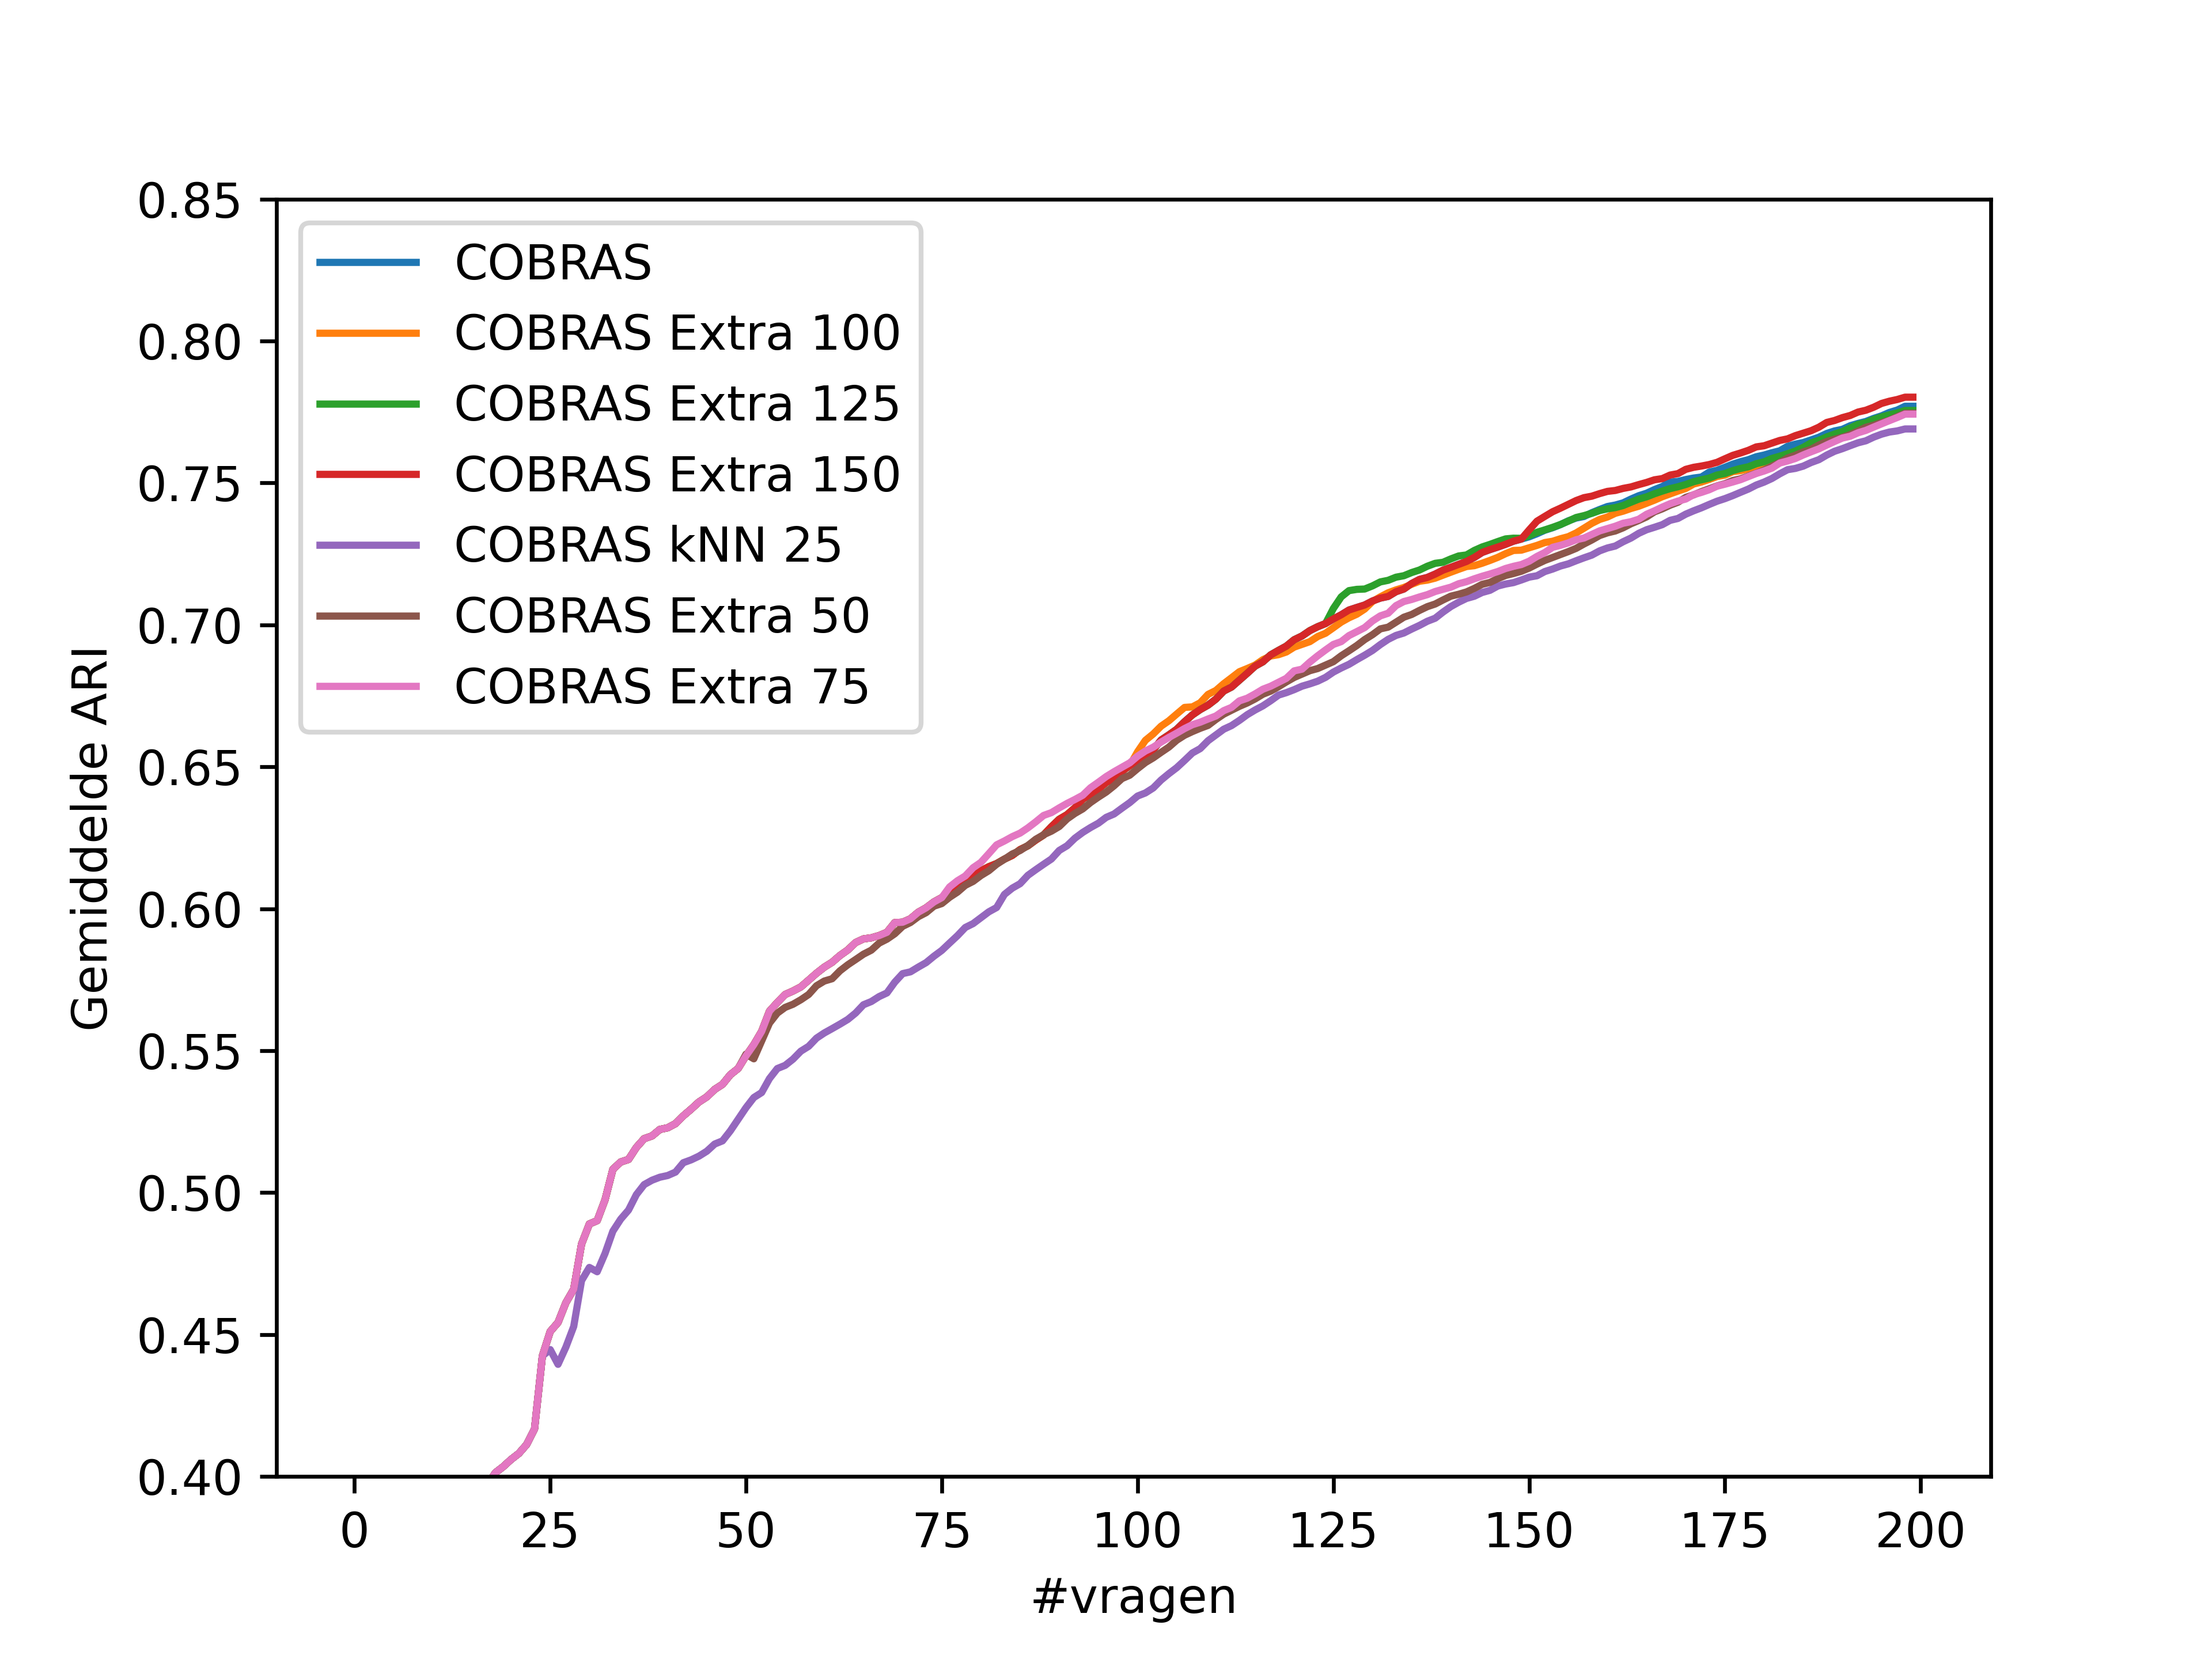 0.85
0.80
0.75
0.70
0.65
0.60
0.55
0.50
0.45
0.40
Gemiddelde ARI
COBRAS
COBRAS Extra 100
COBRAS Extra 125
COBRAS Extra 150
COBRAS kNN 25
COBRAS Extra 50
COBRAS Extra 75
0 25 50 75 100 125 150 175 200
#vragen